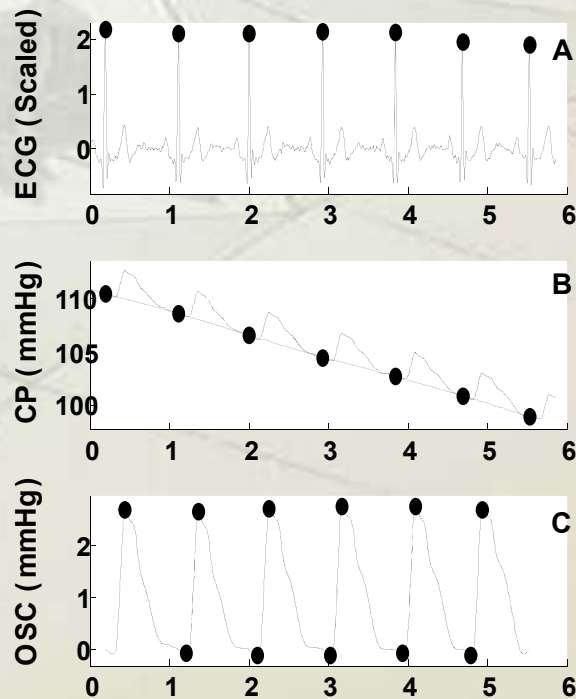 ECG ( Scaled)
A
2
1
0
0 1 2 3 4 5 6
CP ( mmHg)
B
110
105
100
0 1 2 3 4 5 6
OSC ( mmHg)
C
2
1
0
0 1 2 3 4 5 6